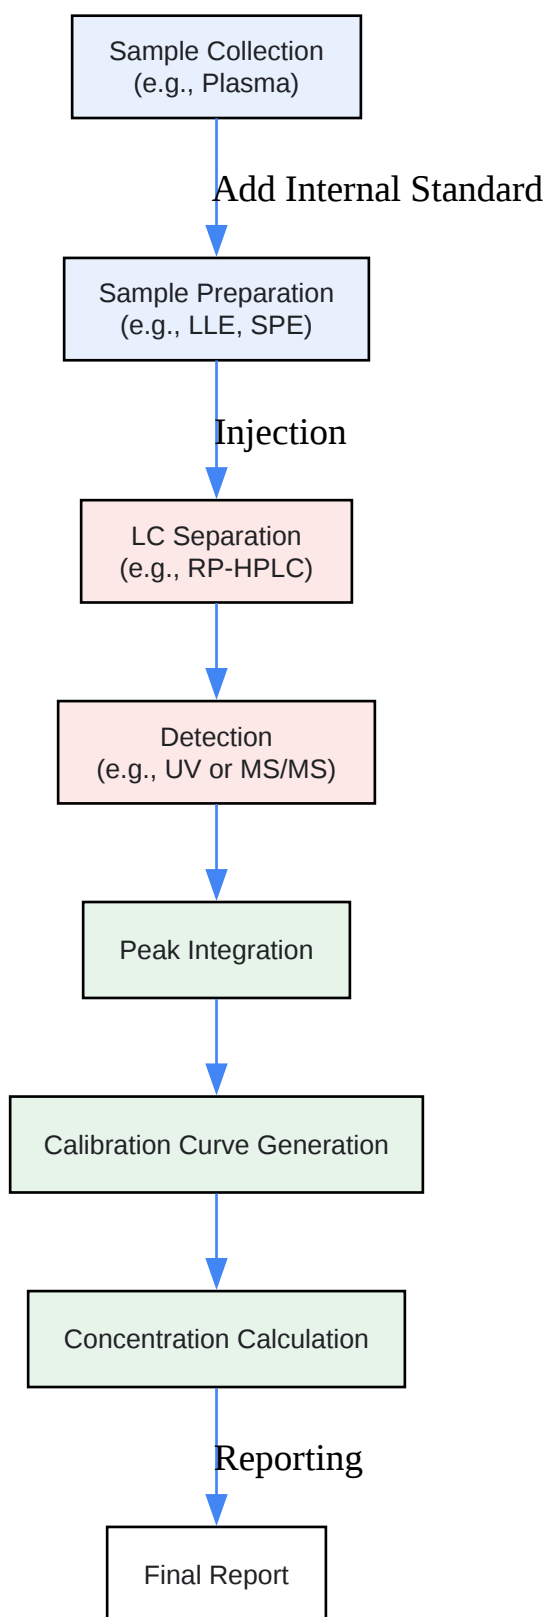 Sample Collection
(e.g., Plasma)
Add Internal Standard
Sample Preparation
(e.g., LLE, SPE)
Injection
LC Separation
(e.g., RP-HPLC)
Detection
(e.g., UV or MS/MS)
Peak Integration
Calibration Curve Generation
Concentration Calculation
Reporting
Final Report